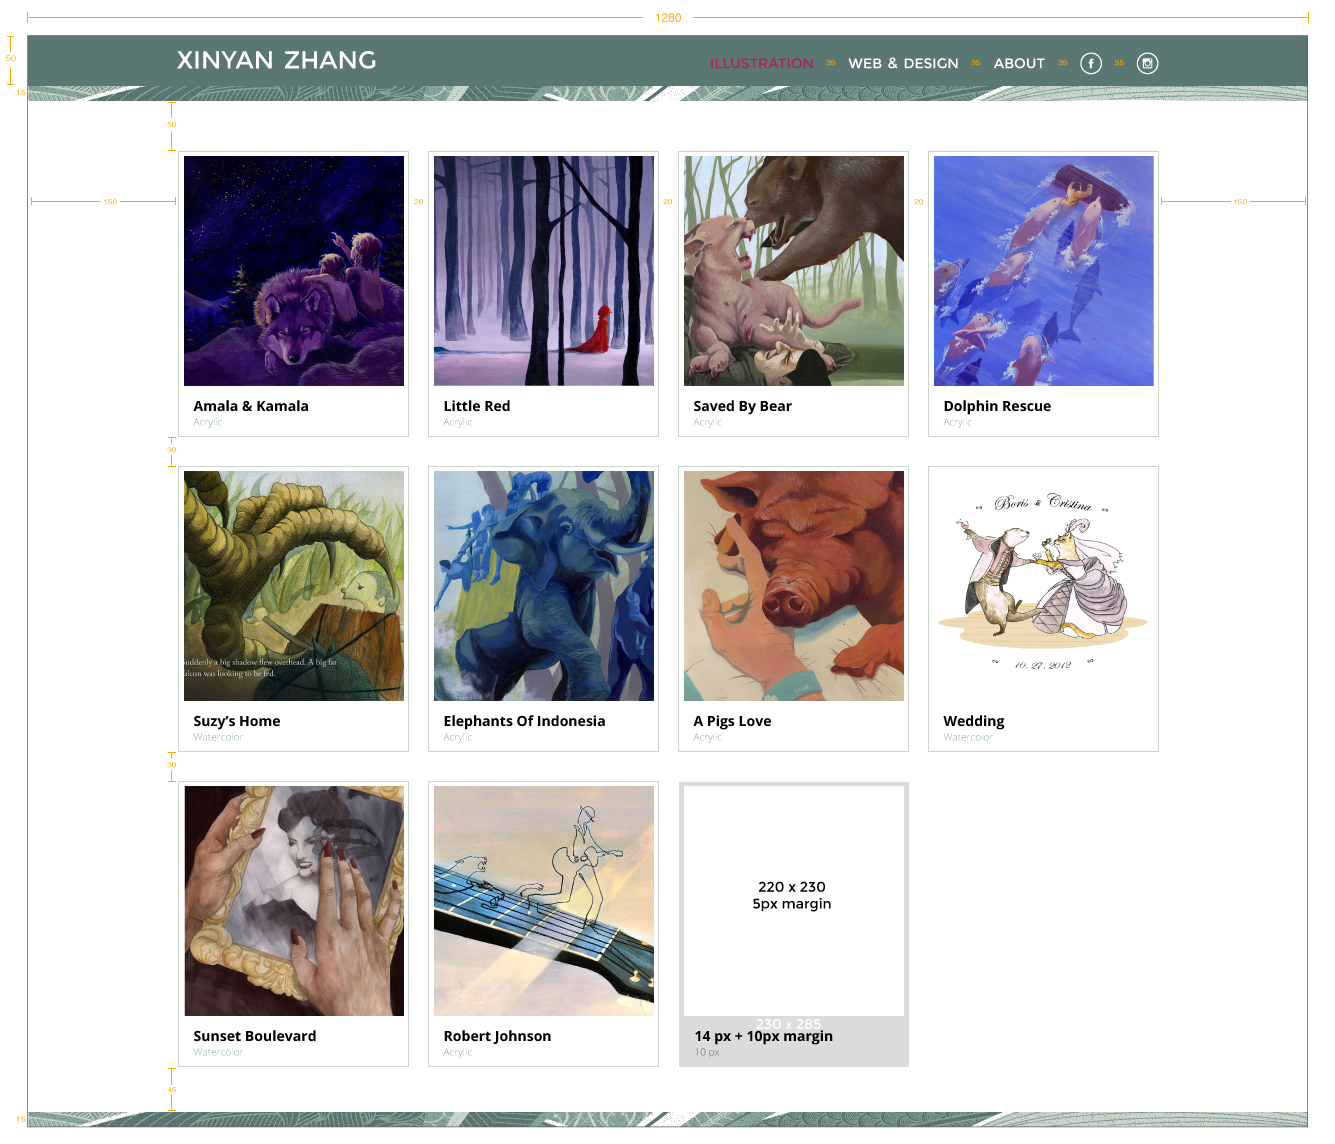 1280
50
XINYAN ZHANG
ILLUSTRATION 35 WEB & DESIGN 35 ABOUT 35 f 35
15
50
150 20 20 20 150
Amala & Kamala
Acrylic
Little Red
Acrylic
Saved By Bear
Acrylic
Dolphin Rescue
Acrylic
30
Suddenly a big shadow flew overhead. A big fat
alcon was looking to be fed.
Boris & Cristina
10. 27. 2012
Suzy's Home
Watercolor
Elephants Of Indonesia
Acrylic
A Pigs Love
Acrylic
Wedding
Watercolor
30
220 x 230
5px margin
230 x 285
Sunset Boulevard
Watercolor
Robert Johnson
Acrylic
14 px + 10px margin
10 px
45
15